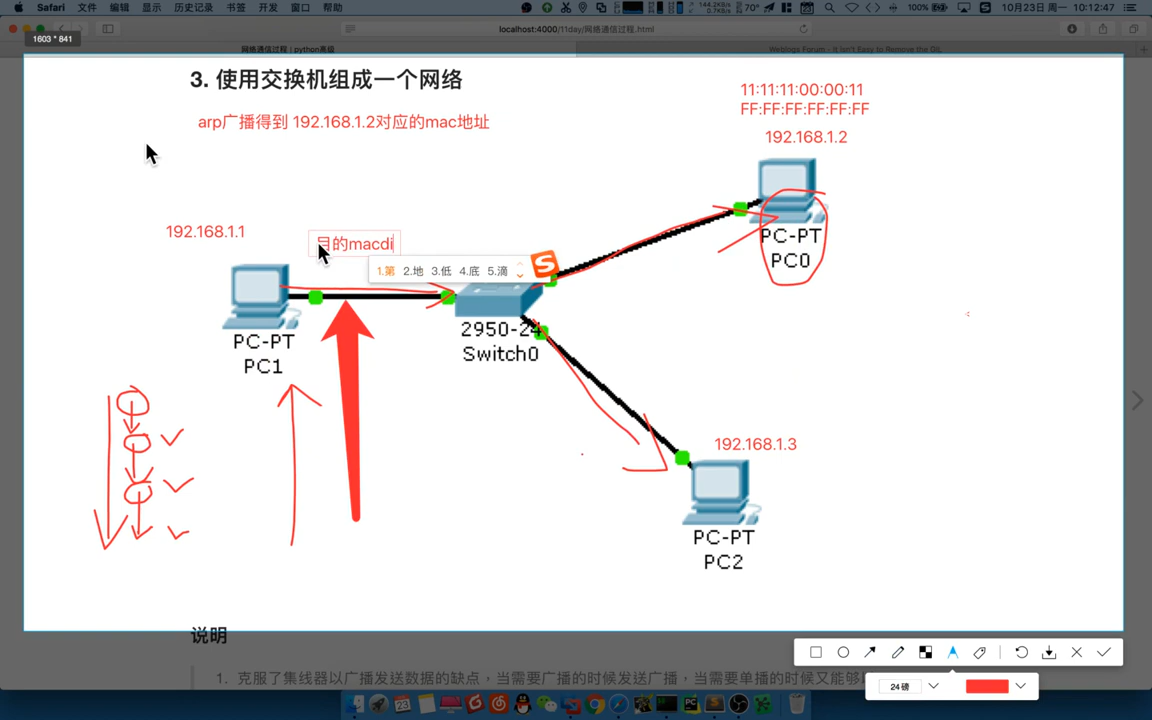 Safari 文件 编辑 显示 历史记录 书签 开发 窗口 帮助
144.2KB/s
0.7KB/s
70°
100%
10月23日 周一 10:12:47
localhost:4000/11day/网络通信过程.html
1603 * 841
网络通信过程 | python高级
Weblogs Forum - It isn't Easy to Remove the GIL
3. 使用交换机组成一个网络
11:11:11:00:00:11
FF:FF:FF:FF:FF:FF
arp广播得到 192.168.1.2对应的mac地址
192.168.1.2
192.168.1.1
目的macdi
1.第 2.地 3.低 4.底 5.滴
PC-PT
PC0
2950-24
Switch0
PC-PT
PC1
192.168.1.3
PC-PT
PC2
说明
1. 克服了集线器以广播发送数据的缺点，当需要广播的时候发送广播，当需要单播的时候又能够
24磅
23